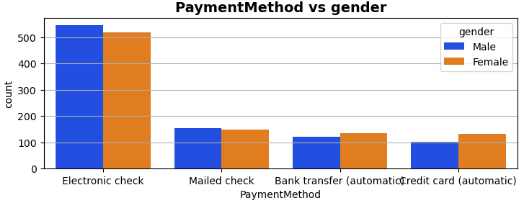 PaymentMethod vs gender
gender
Male
Female
count
500
400
300
200
100
0
Electronic check
Mailed check
Bank transfer (automatic)
Credit card (automatic)
PaymentMethod